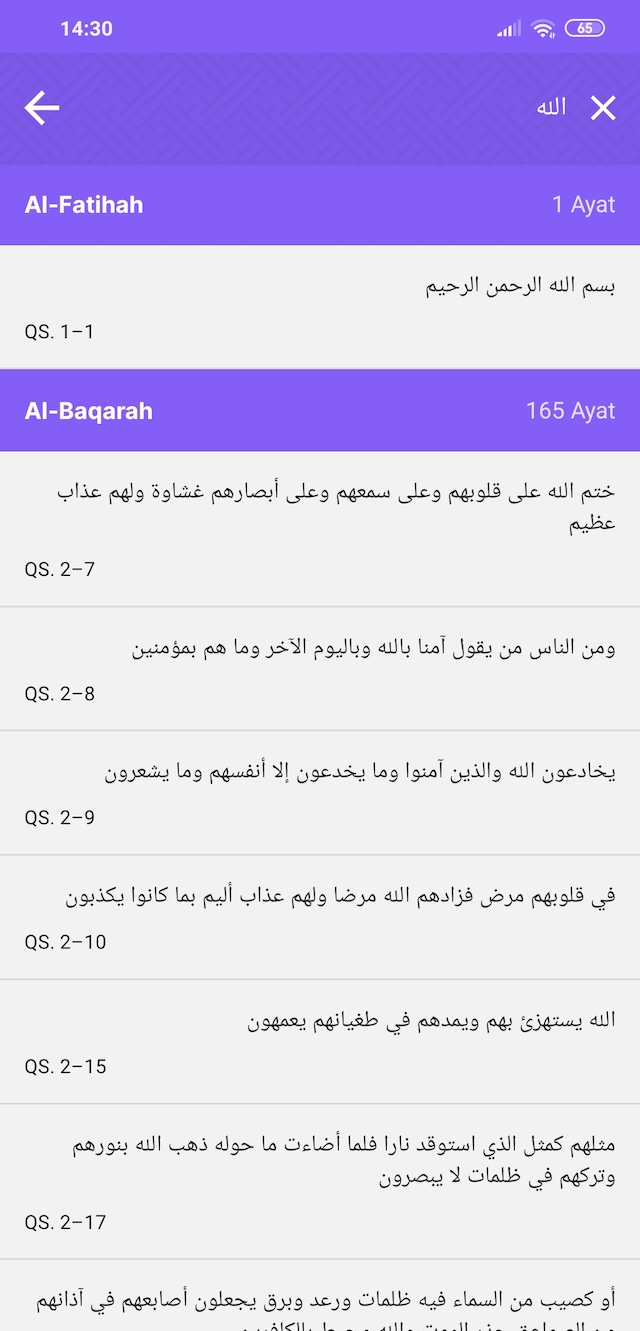 14:30
65
الله
Al-Fatihah
1 Ayat
بسم الله الرحمن الرحيم
QS. 1–1
Al-Baqarah
165 Ayat
ختم الله على قلوبهم وعلى سمعهم وعلى أبصارهم غشاوة ولهم عذاب
عظيم
QS. 2–7
ومن الناس من يقول آمنا بالله وباليوم الآخر وما هم بمؤمنين
QS. 2–8
يخادعون الله والذين آمنوا وما يخدعون إلا أنفسهم وما يشعرون
QS. 2–9
في قلوبهم مرض فزادهم الله مرضا ولهم عذاب أليم بما كانوا يكذبون
QS. 2–10
الله يستهزئ بهم ويمدهم في طغيانهم يعمهون
QS. 2–15
مثلهم كمثل الذي استوقد نارا فلما أضاءت ما حوله ذهب الله بنورهم
وتركهم في ظلمات لا يبصرون
QS. 2–17
أو كصيب من السماء فيه ظلمات ورعد وبرق يجعلون أصابعهم في آذانهم